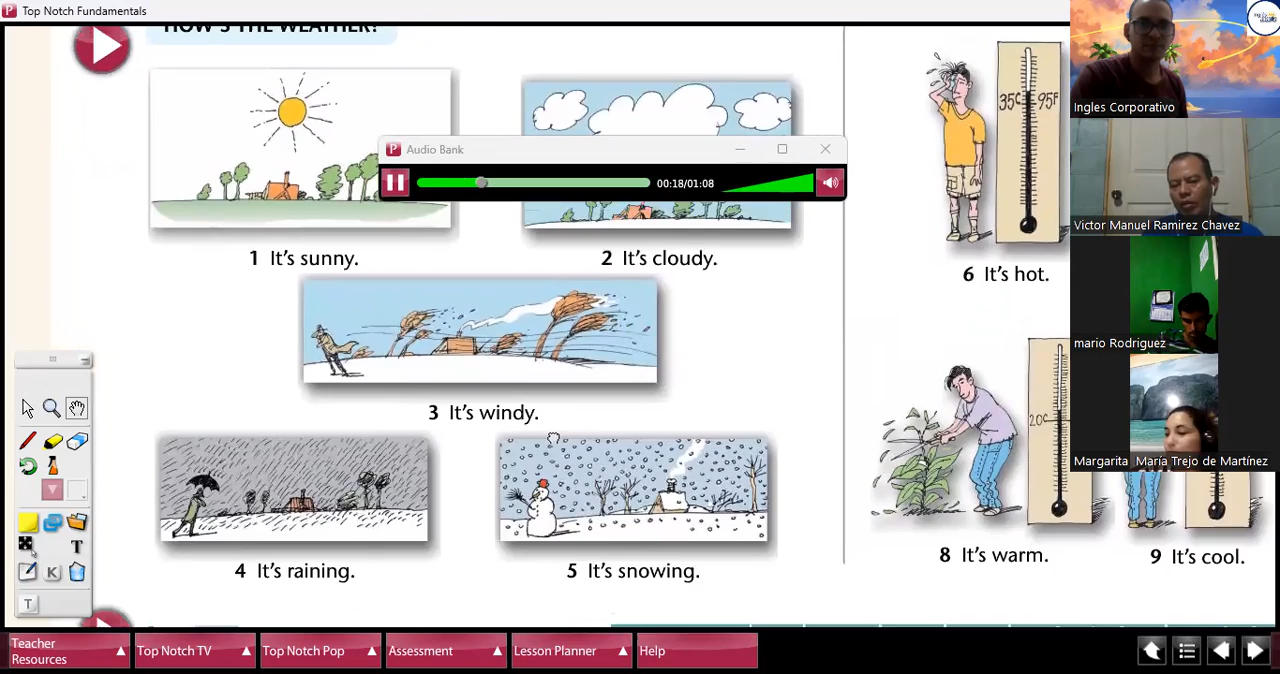 Top Notch Fundamentals
HOW'S THE WEATHER?
Audio Bank
00:18/01:08
1 It's sunny.
2 It's cloudy.
3 It's windy.
4 It's raining.
5 It's snowing.
35C
95F
6 It's hot.
20C
8 It's warm.
9 It's cool.
Ingles Corporativo
Victor Manuel Ramirez Chavez
mario Rodriguez
Margarita María Trejo de Martínez
T
K
T
Teacher
Resources
Top Notch TV
Top Notch Pop
Assessment
Lesson Planner
Help